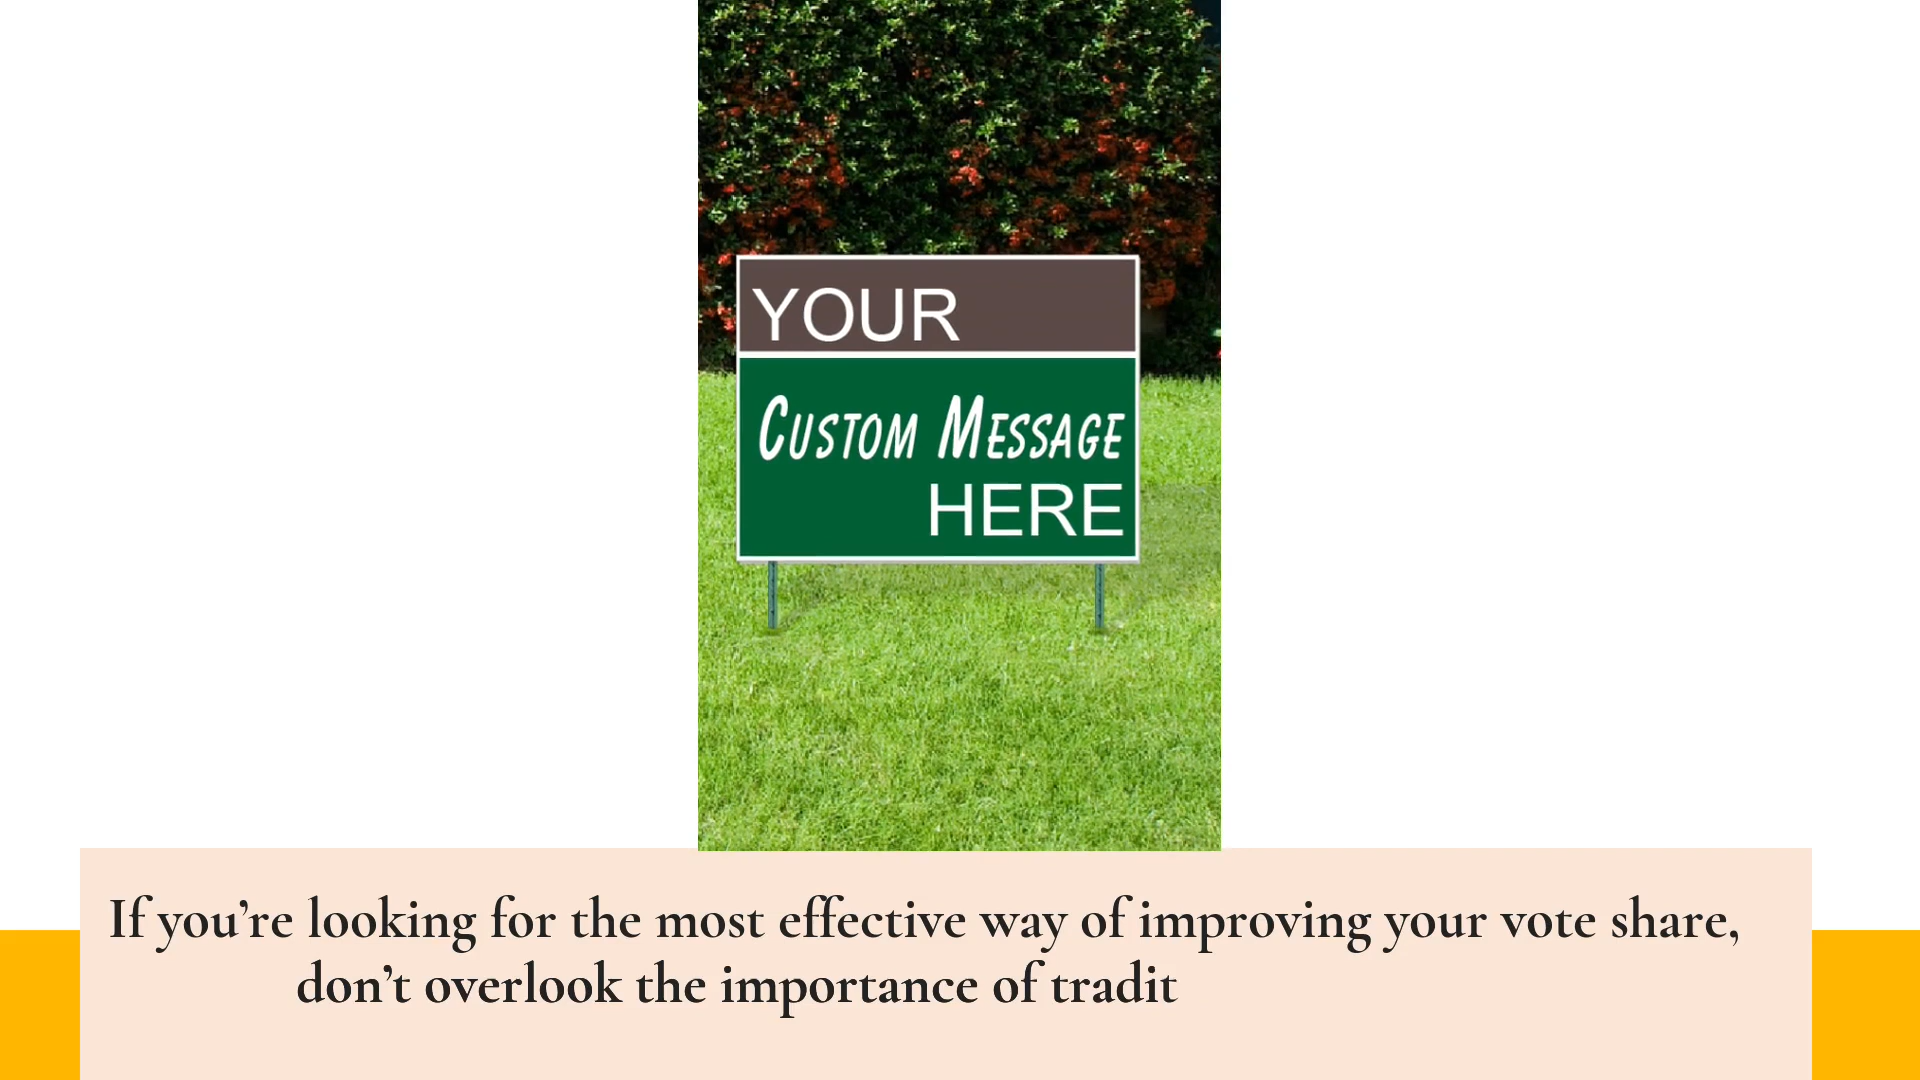 YOUR
Custom Message
HERE
If you’re looking for the most effective way of improving your vote share,
don’t overlook the importance of tradit